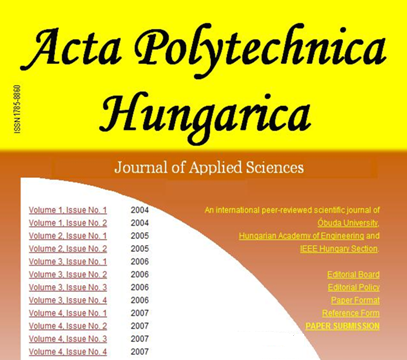 Acta Polytechnica
Hungarica
ISSN 1785-8860
Journal of Applied Sciences
Volume 1, Issue No. 1 2004
Volume 1, Issue No. 2 2004
Volume 2, Issue No. 1 2005
Volume 2, Issue No. 2 2005
Volume 3, Issue No. 1 2006
Volume 3, Issue No. 2 2006
Volume 3, Issue No. 3 2006
Volume 3, Issue No. 4 2006
Volume 4, Issue No. 1 2007
Volume 4, Issue No. 2 2007
Volume 4, Issue No. 3 2007
Volume 4, Issue No. 4 2007
An international peer-reviewed scientific journal of
Óbuda University,
Hungarian Academy of Engineering and
IEEE Hungary Section
Editorial Board
Editorial Policy
Paper Format
Reference Form
PAPER SUBMISSION